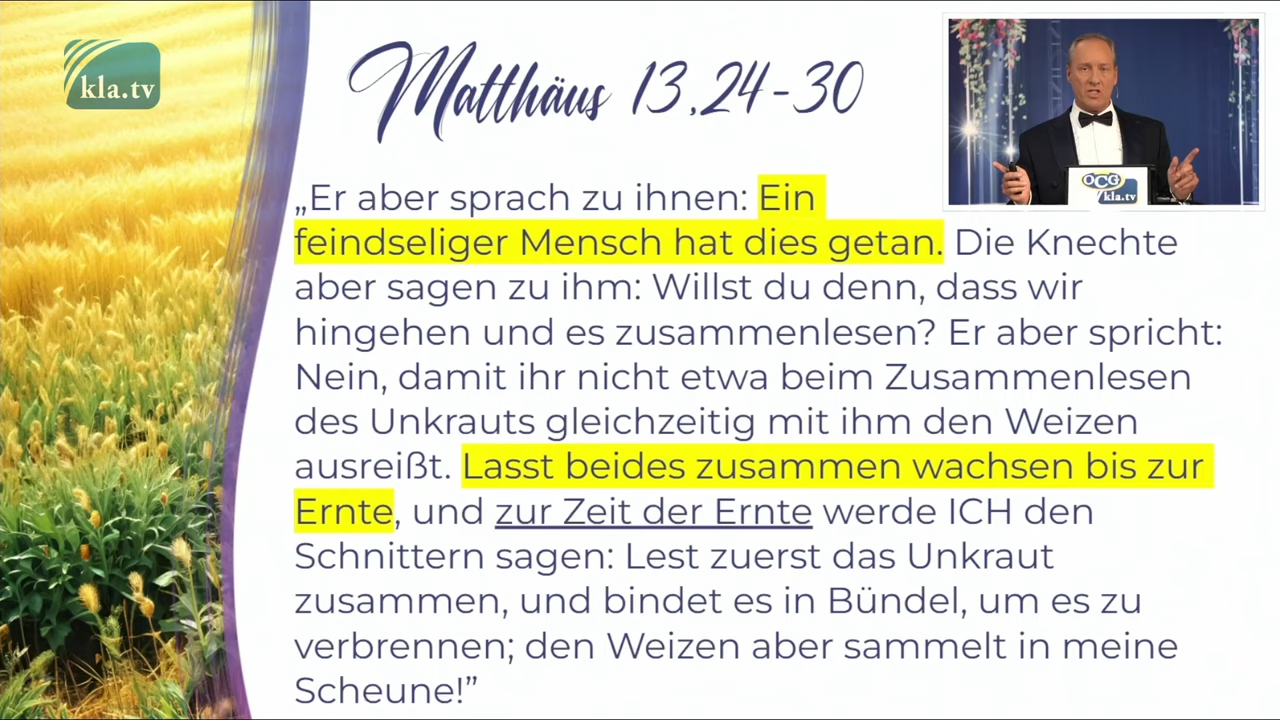 kla.tv
Matthäus 13,24-30
OCG
kla.tv
„Er aber sprach zu ihnen: Ein
feindseliger Mensch hat dies getan. Die Knechte
aber sagen zu ihm: Willst du denn, dass wir
hingehen und es zusammenlesen? Er aber spricht:
Nein, damit ihr nicht etwa beim Zusammenlesen
des Unkrauts gleichzeitig mit ihm den Weizen
ausreißt. Lasst beides zusammen wachsen bis zur
Ernte, und zur Zeit der Ernte werde ICH den
Schnittern sagen: Lest zuerst das Unkraut
zusammen, und bindet es in Bündel, um es zu
verbrennen; den Weizen aber sammelt in meine
Scheune!”